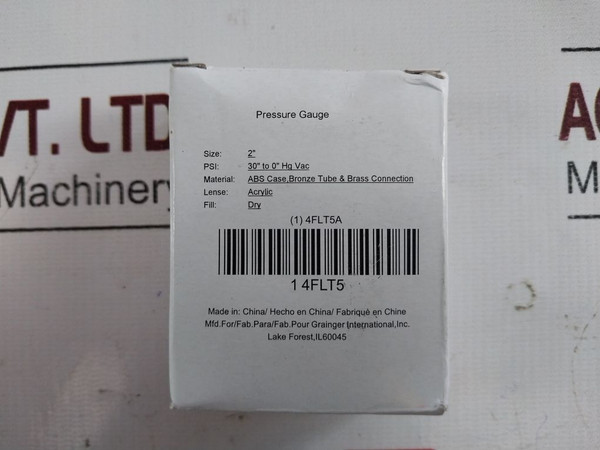 VT. LTD
Machinery
A
M
Pressure Gauge
Size: 2"
PSI: 30" to 0" Hg Vac
Material: ABS Case,Bronze Tube & Brass Connection
Lense: Acrylic
Fill: Dry
(1) 4FLT5A
1 4FLT5
Made in: China/ Hecho en China/ Fabriqué en Chine
Mfd.For/Fab.Para/Fab.Pour Grainger International,Inc.
Lake Forest,IL60045